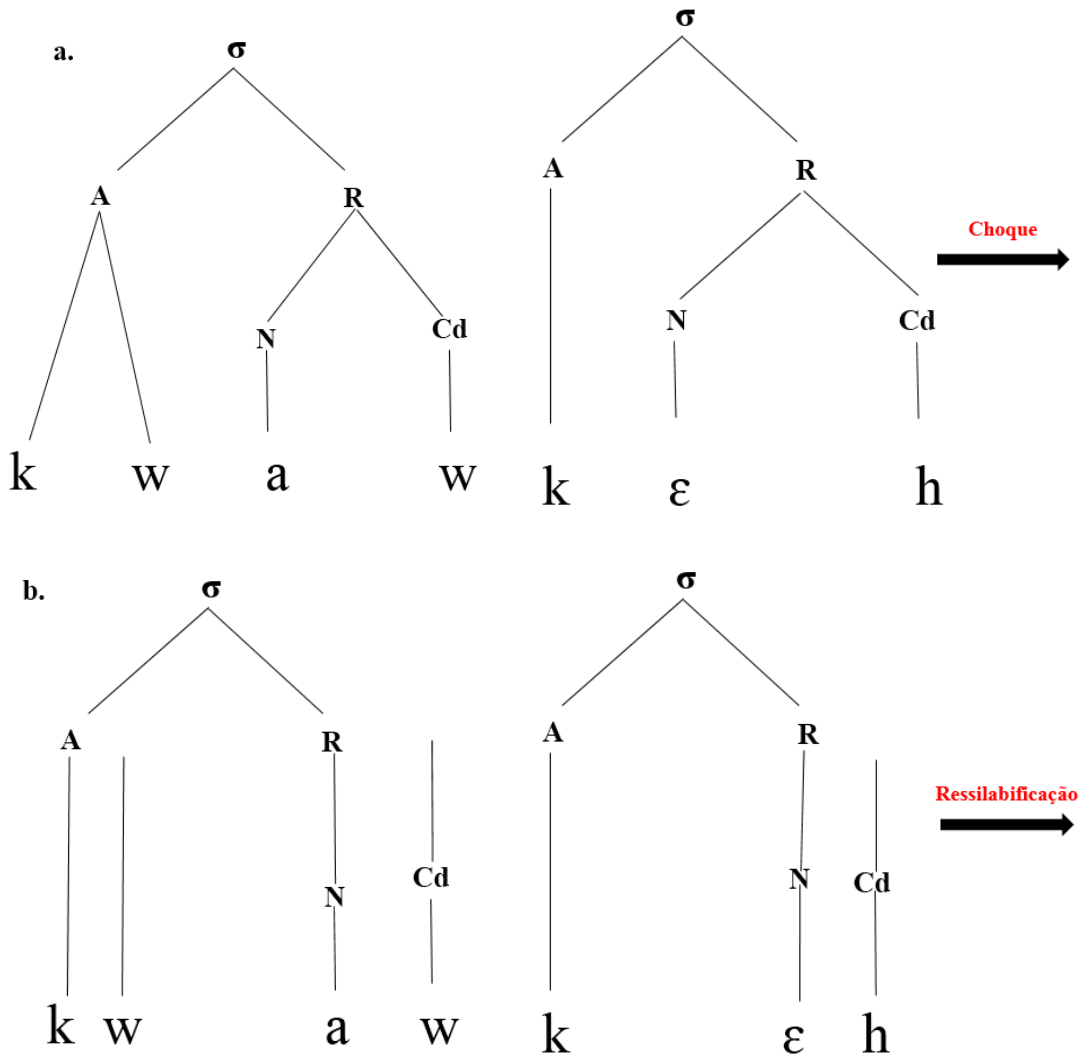 a.
σ σ
A R A R
Choque
N Cd N Cd
k w a w k ɛ h
b.
σ σ
A R A R
Ressilabificação
N Cd N Cd
k w a w k ɛ h